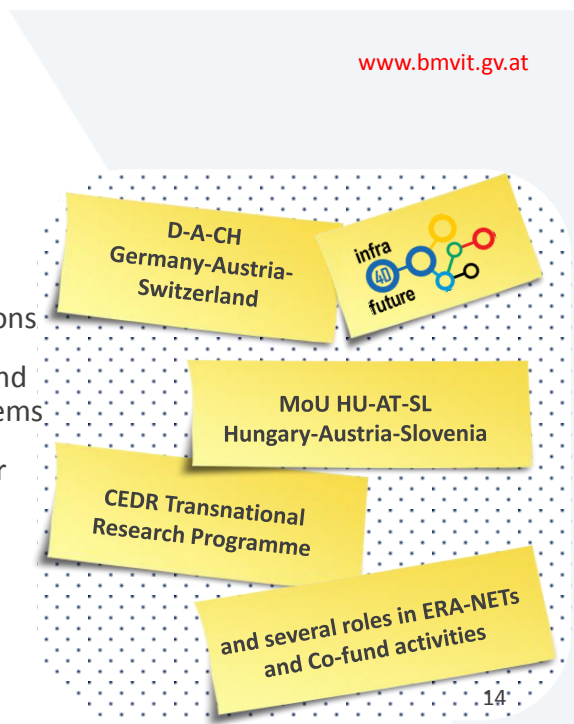 www.bmvit.gv.at
D-A-CH
Germany-Austria-
Switzerland
infra
4D
future
ons
nd
ems
r
MoU HU-AT-SL
Hungary-Austria-Slovenia
CEDR Transnational
Research Programme
and several roles in ERA-NETs
and Co-fund activities
14